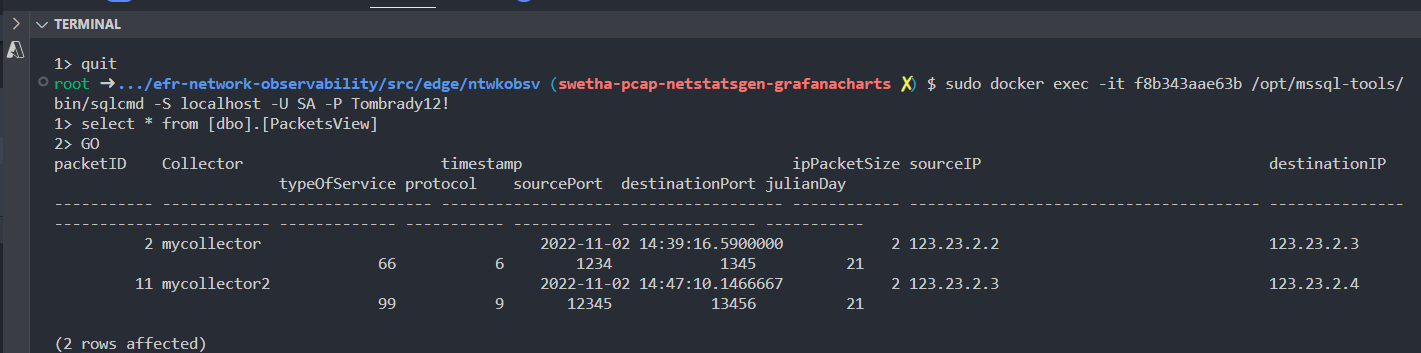 TERMINAL
1> quit
root ➜.../efr-network-observability/src/edge/ntwkobsv (swetha-pcap-netstatsgen-grafanacharts ✗) $ sudo docker exec -it f8b343aae63b /opt/mssql-tools/
bin/sqlcmd -S localhost -U SA -P Tombrady12!
1> select * from [dbo].[PacketsView]
2> GO
packetID Collector timestamp ipPacketSize sourceIP destinationIP
typeOfService protocol sourcePort destinationPort julianDay
----------- ------------------------------ -------------------------------------- ------------ --------------------------------------- ---------------
------------------------ ------------- ----------- ----------- --------------- -----------
2 mycollector 2022-11-02 14:39:16.5900000 2 123.23.2.2 123.23.2.3
66 6 1234 1345 21
11 mycollector2 2022-11-02 14:47:10.1466667 2 123.23.2.3 123.23.2.4
99 9 12345 13456 21
(2 rows affected)